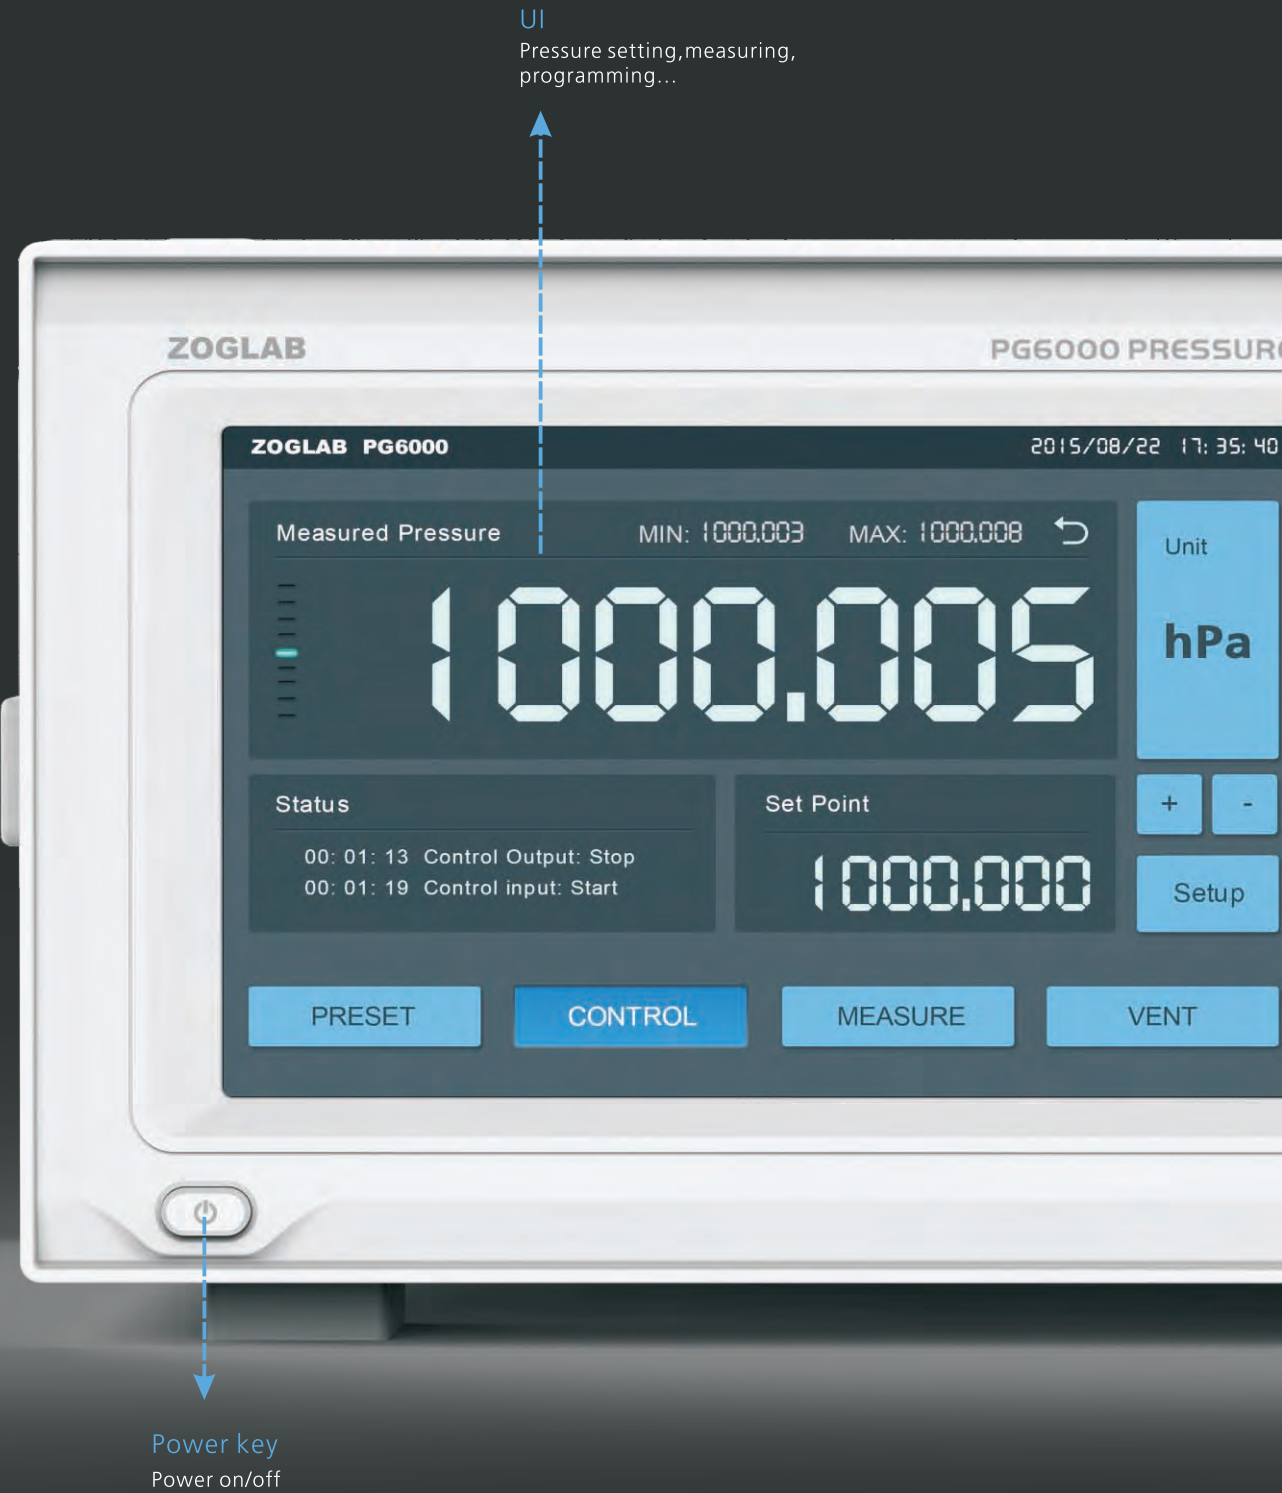 UI
Pressure setting,measuring,
programming...
ZOGLAB
PG6000 PRESSUR
ZOGLAB PG6000
2015/08/22 17: 35: 40
Measured Pressure
MIN: 1000.003
MAX: 1000.008
1000.005
Unit
hPa
Status
00: 01: 13 Control Output: Stop
00: 01: 19 Control input: Start
Set Point
1000.000
+
-
Setup
PRESET
CONTROL
MEASURE
VENT
Power key
Power on/off